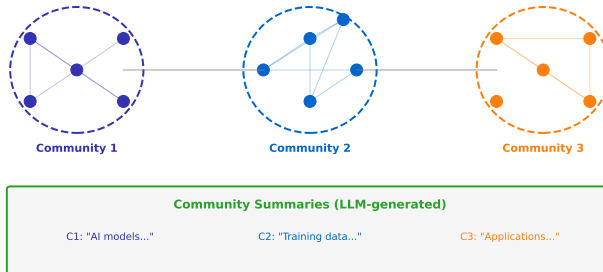 Community 1
Community 2
Community 3
Community Summaries (LLM-generated)
C1: "AI models..."
C2: "Training data..."
C3: "Applications..."